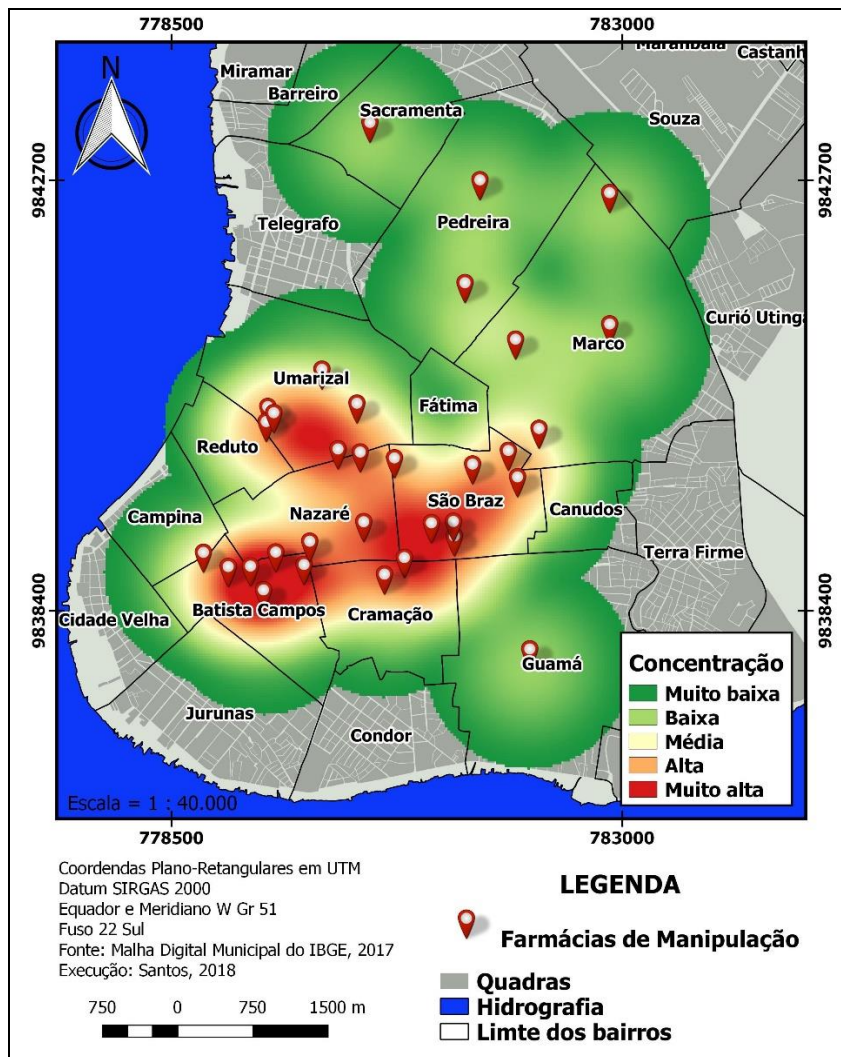 778500
783000
N
Miramar
Barreiro
Sacramenta
Maranbaia
Castanh
Souza
9842700
9842700
Pedreira
Telegrafo
Curió Utinga
Marco
Umarizal
Fátima
Reduto
São Braz
Campina
Nazaré
Canudos
Terra Firme
9838400
9838400
Batista Campos
Cramação
Cidade Velha
Guamá
Jurunas
Condor
Concentração
Muito baixa
Baixa
Média
Alta
Muito alta
Escala = 1 : 40.000
778500
783000
Coordendas Plano-Retangulares em UTM
Datum SIRGAS 2000
Equador e Meridiano W Gr 51
Fuso 22 Sul
Fonte: Malha Digital Municipal do IBGE, 2017
Execução: Santos, 2018
750 0 750 1500 m
LEGENDA
Farmácias de Manipulação
Quadras
Hidrografia
Limte dos bairros